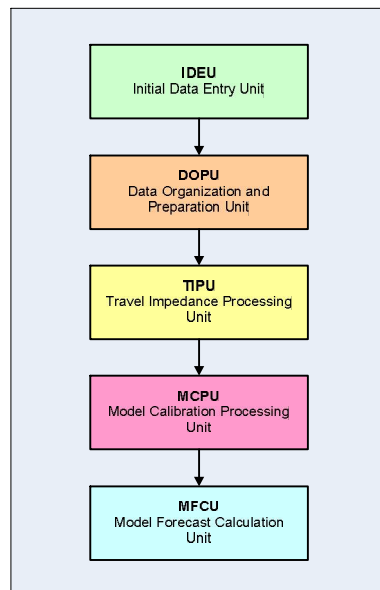 IDEU
Initial Data Entry Unit
DOPU
Data Organization and
Preparation Unit
TIPU
Travel Impedance Processing
Unit
MCPU
Model Calibration Processing
Unit
MFCU
Model Forecast Calculation
Unit